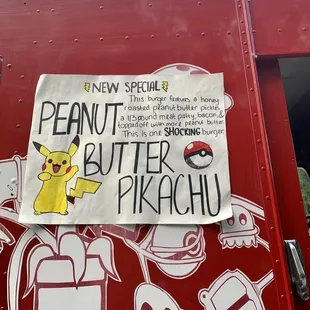 NEW SPECIAL
This burger features a honey
PEANUT roasted peanut butter pickle,
a 1/3 pound meat patty, bacon, &
topped off with more peanut butter.
This is one SHOCKING burger.
BUTTER
PIKACHU